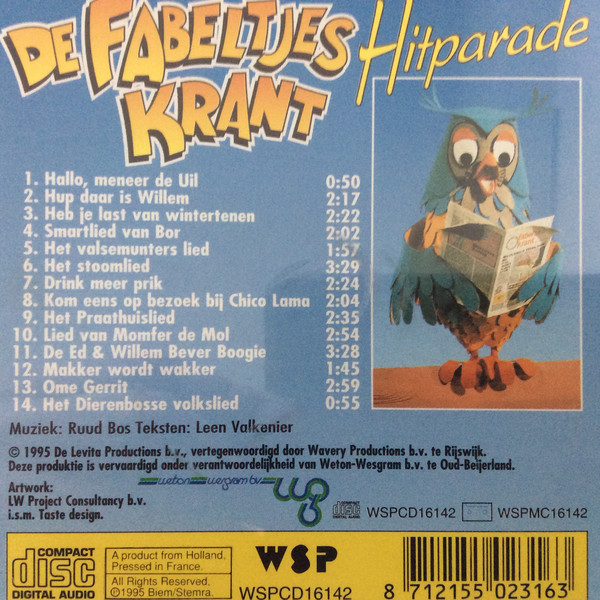 DE FABELTJES
KRANT
Hitparade
1. Hallo, meneer de Uil 0:50
2. Hup daar is Willem 2:17
3. Heb je last van wintertenen 2:22
4. Smartlied van Bor 2:02
5. Het valsemunters lied 1:57
6. Het stoomlied 3:29
7. Drink meer prik 2:24
8. Kom eens op bezoek bij Chico Lama 2:04
9. Het Praathuislied 2:35
10. Lied van Momfer de Mol 2:54
11. De Ed & Willem Bever Boogie 3:28
12. Makker wordt wakker 1:45
13. Ome Gerrit 2:59
14. Het Dierenbosse volkslied 0:55
Muziek: Ruud Bos Teksten: Leen Valkenier
© 1995 De Levita Productions b.v., vertegenwoordigd door Wavery Productions b.v. te Rijswijk.
Deze produktie is vervaardigd onder verantwoordelijkheid van Weton-Wesgram b.v. te Oud-Beijerland.
weton wesgram bv
Artwork:
LW Project Consultancy b.v.
i.s.m. Taste design.
disc WSPCD16142 WSPMC16142
COMPACT
disc
DIGITAL AUDIO
A product from Holland.
Pressed in France.
All Rights Reserved.
©1995 Biem/Stemra.
WSP
WSPCD16142
8 712155 023163